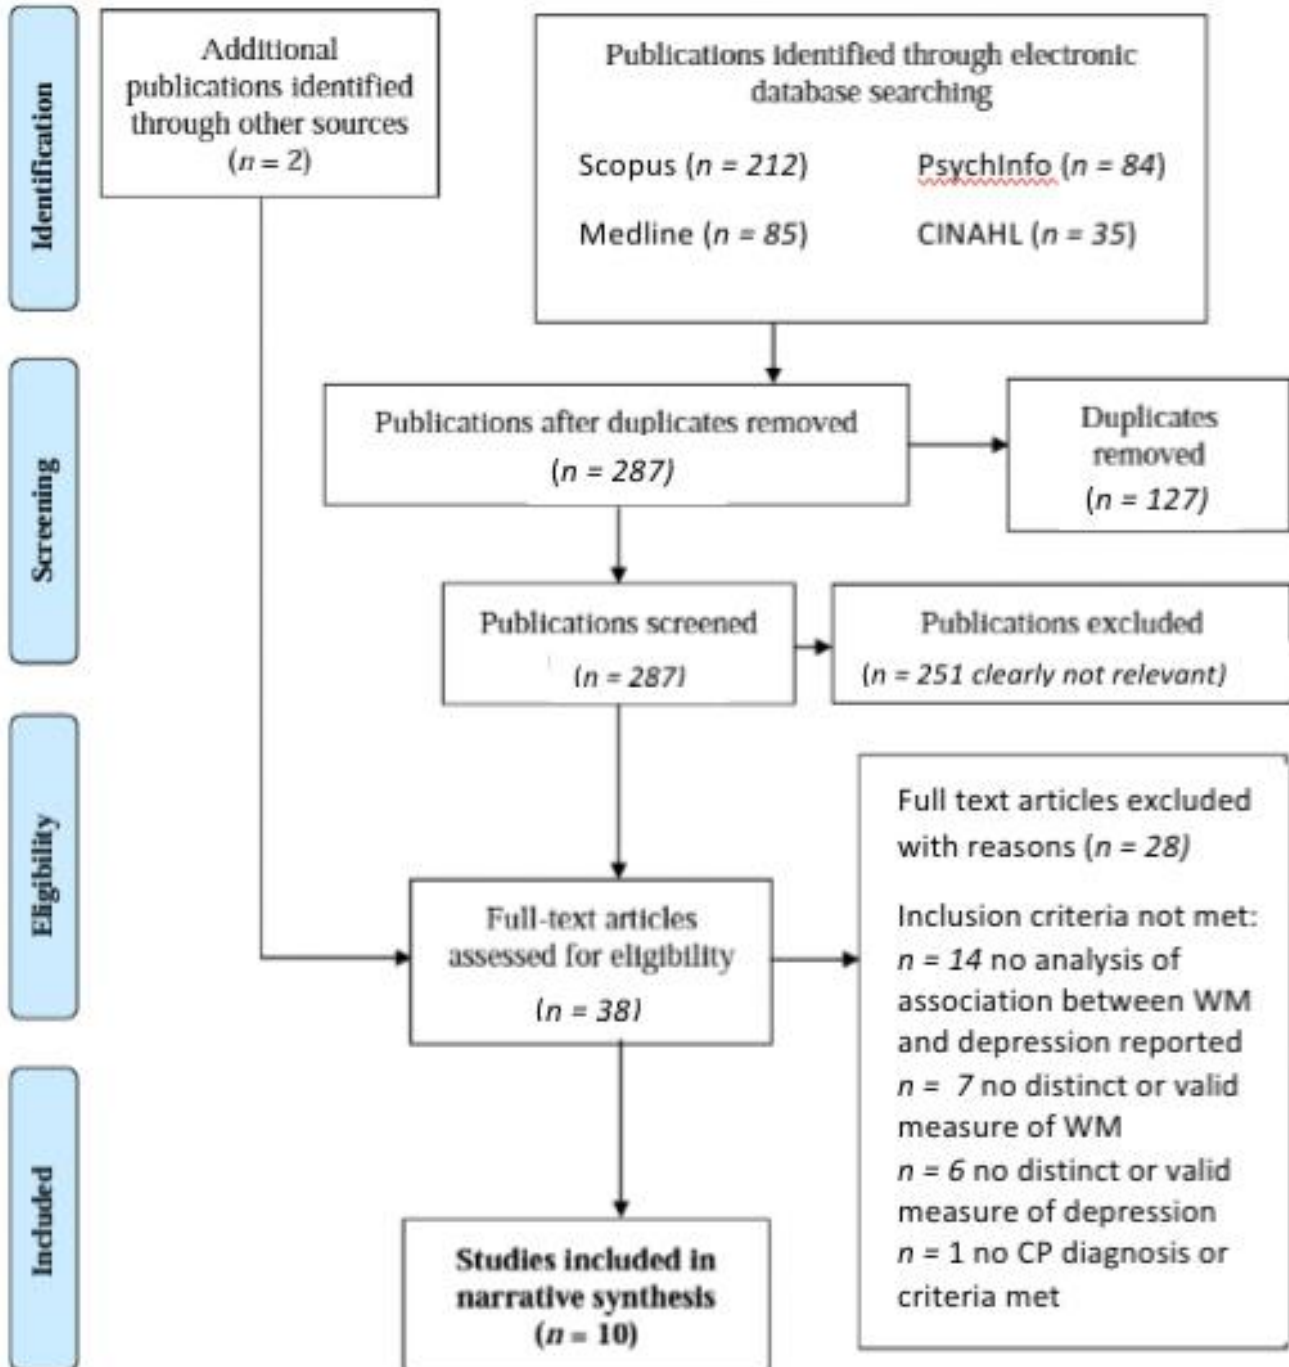 Identification
Additional
publications identified
through other sources
(n = 2)
Publications identified through electronic
database searching
Scopus (n = 212)
PsychInfo (n = 84)
Medline (n = 85)
CINAHL (n = 35)
Screening
Publications after duplicates removed
(n = 287)
Duplicates
removed
(n = 127)
Publications screened
(n = 287)
Publications excluded
(n = 251 clearly not relevant)
Eligibility
Full-text articles
assessed for eligibility
(n = 38)
Full text articles excluded
with reasons (n = 28)
Inclusion criteria not met:
n = 14 no analysis of
association between WM
and depression reported
n = 7 no distinct or valid
measure of WM
n = 6 no distinct or valid
measure of depression
n = 1 no CP diagnosis or
criteria met
Included
Studies included in
narrative synthesis
(n = 10)